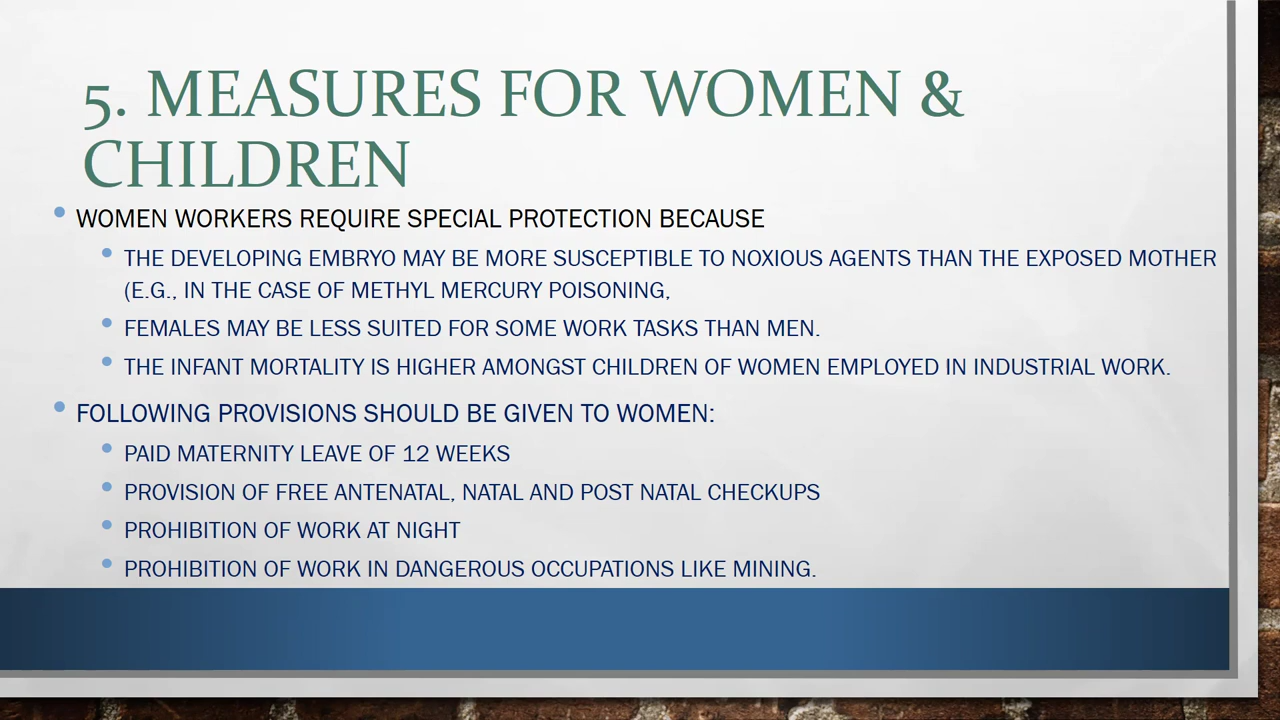 5. MEASURES FOR WOMEN &
CHILDREN
• WOMEN WORKERS REQUIRE SPECIAL PROTECTION BECAUSE
• THE DEVELOPING EMBRYO MAY BE MORE SUSCEPTIBLE TO NOXIOUS AGENTS THAN THE EXPOSED MOTHER
(E.G., IN THE CASE OF METHYL MERCURY POISONING,
• FEMALES MAY BE LESS SUITED FOR SOME WORK TASKS THAN MEN.
• THE INFANT MORTALITY IS HIGHER AMONGST CHILDREN OF WOMEN EMPLOYED IN INDUSTRIAL WORK.
• FOLLOWING PROVISIONS SHOULD BE GIVEN TO WOMEN:
• PAID MATERNITY LEAVE OF 12 WEEKS
• PROVISION OF FREE ANTENATAL, NATAL AND POST NATAL CHECKUPS
• PROHIBITION OF WORK AT NIGHT
• PROHIBITION OF WORK IN DANGEROUS OCCUPATIONS LIKE MINING.